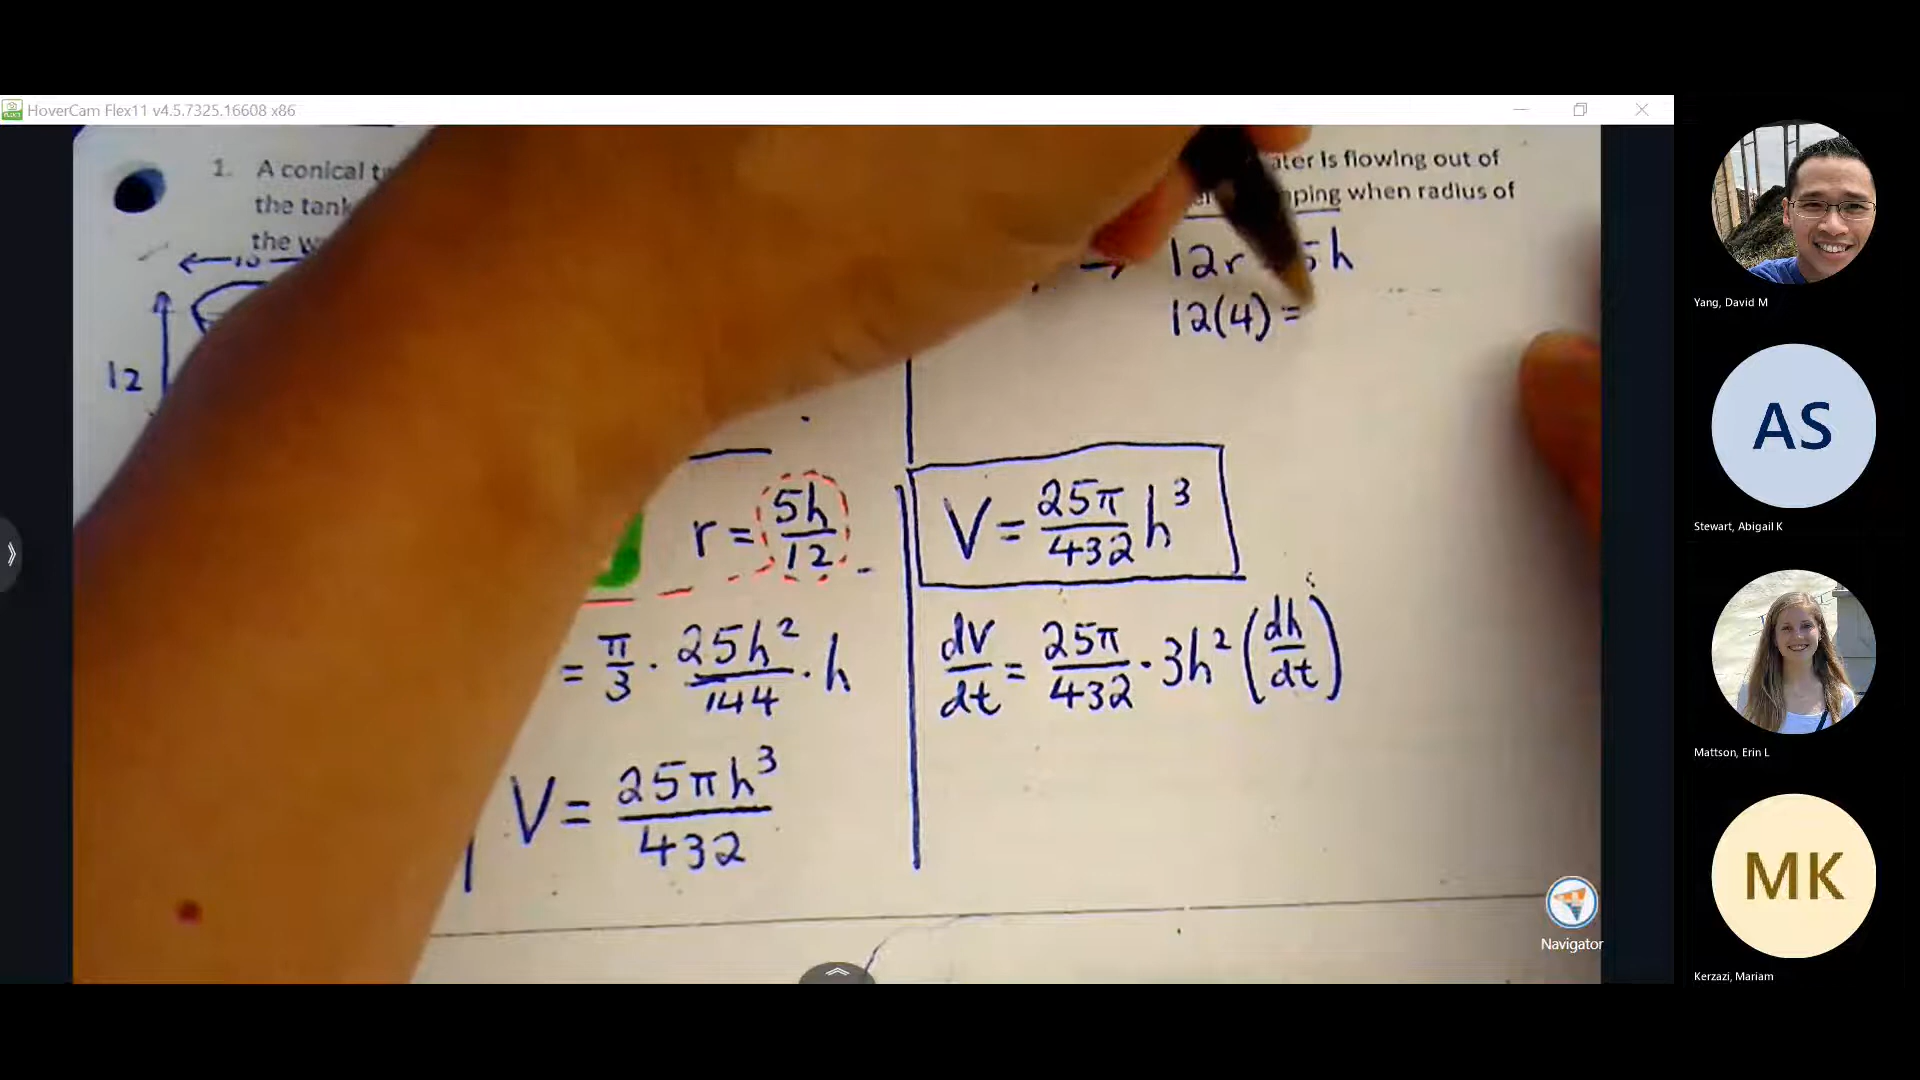 HoverCam Flex11 v4.5.7325.16608 x86
1. A conical
ater is flowing out of
the tank
pping when radius of
the
12
12r 5h
12(4) =
r = 5h/12
V = 25π/432 h³
= π/3 · 25h²/144 · h
dV/dt = 25π/432 · 3h² (dh/dt)
V = 25πh³/432
Navigator
Yang, David M
AS
Stewart, Abigail K
Mattson, Erin L
MK
Kerzazi, Mariam